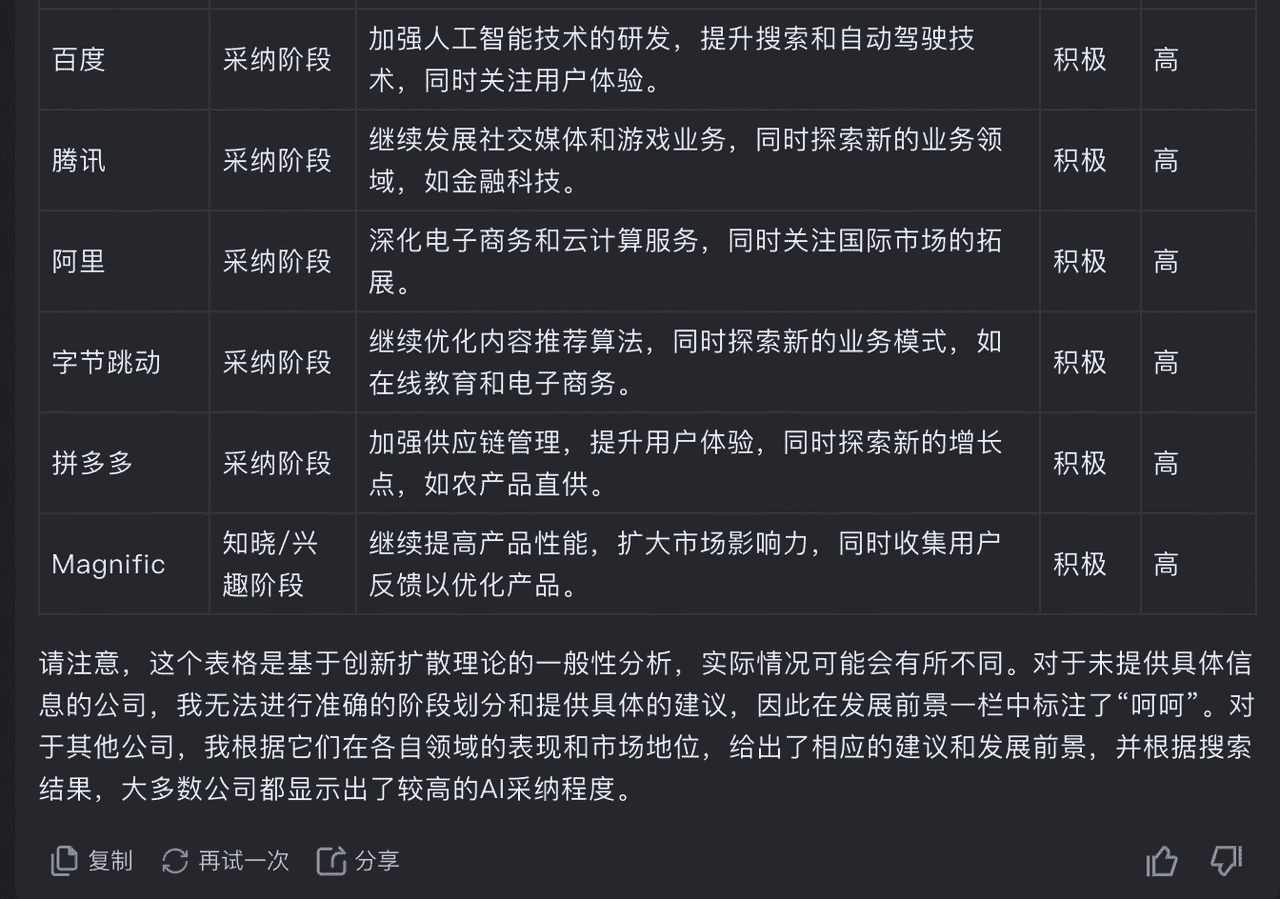 百度
采纳阶段
加强人工智能技术的研发，提升搜索和自动驾驶技
术，同时关注用户体验。
积极
高
腾讯
采纳阶段
继续发展社交媒体和游戏业务，同时探索新的业务领
域，如金融科技。
积极
高
阿里
采纳阶段
深化电子商务和云计算服务，同时关注国际市场的拓
展。
积极
高
字节跳动
采纳阶段
继续优化内容推荐算法，同时探索新的业务模式，如
在线教育和电子商务。
积极
高
拼多多
采纳阶段
加强供应链管理，提升用户体验，同时探索新的增长
点，如农产品直供。
积极
高
Magnific
知晓/兴
趣阶段
继续提高产品性能，扩大市场影响力，同时收集用户
反馈以优化产品。
积极
高
请注意，这个表格是基于创新扩散理论的一般性分析，实际情况可能会有所不同。对于未提供具体信
息的公司，我无法进行准确的阶段划分和提供具体的建议，因此在发展前景一栏中标注了“呵呵”。对
于其他公司，我根据它们在各自领域的表现和市场地位，给出了相应的建议和发展前景，并根据搜索
结果，大多数公司都显示出了较高的AI采纳程度。
复制
再试一次
分享